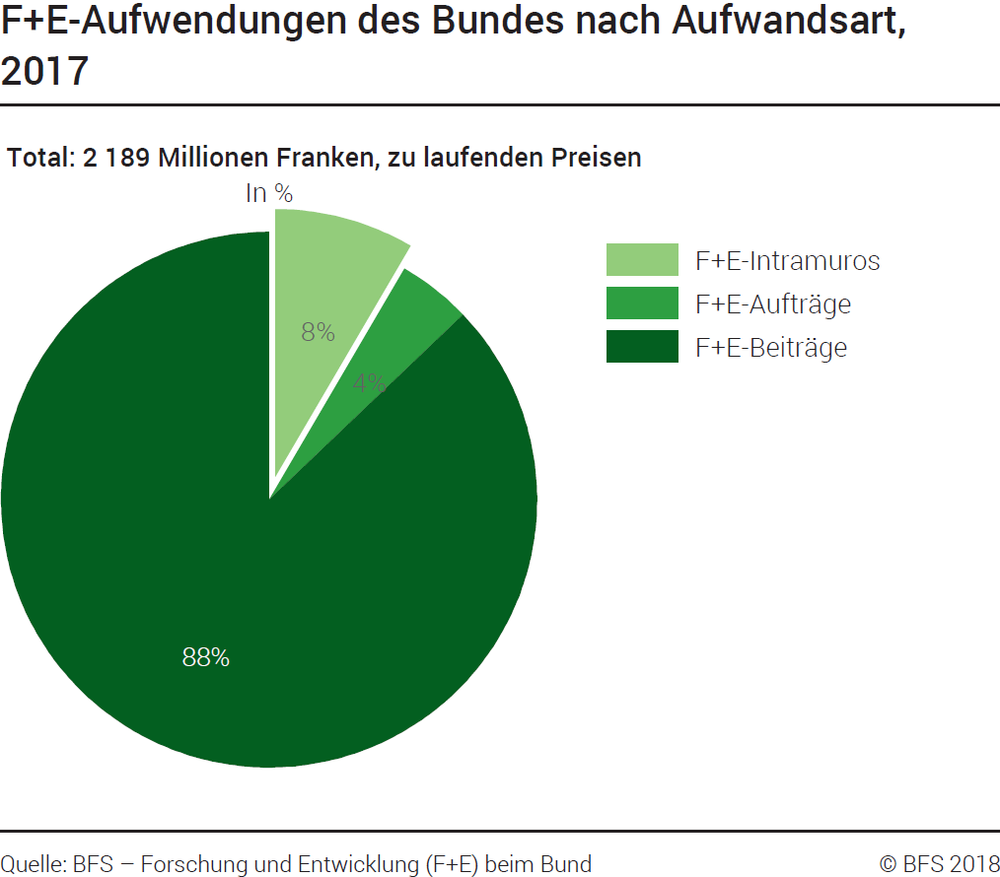 F+E-Aufwendungen des Bundes nach Aufwandsart,
2017
Total: 2 189 Millionen Franken, zu laufenden Preisen
In %
F+E-Intramuros
F+E-Aufträge
F+E-Beiträge
8%
4%
88%
Quelle: BFS – Forschung und Entwicklung (F+E) beim Bund
© BFS 2018